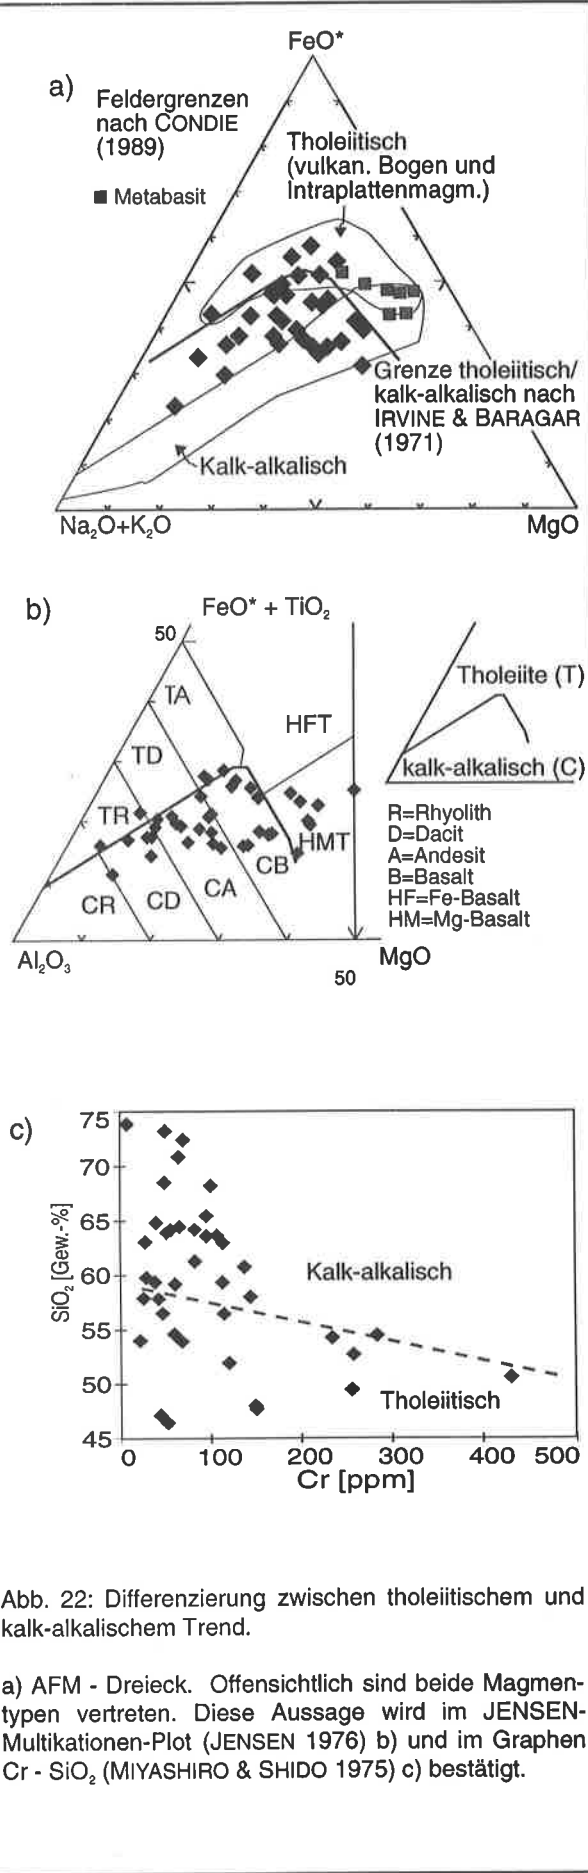 FeO*
a)
Feldergrenzen
nach CONDIE
(1989)
Metabasit
Tholeiitisch
(vulkan. Bogen und
Intraplattenmagm.)
Grenze tholeiitisch/
kalk-alkalisch nach
IRVINE & BARAGAR
(1971)
Kalk-alkalisch
Na₂O+K₂O
MgO
b)
FeO* + TiO₂
50
TA
TD
TR
HFT
HMT
CB
CA
CD
CR
Al₂O₃
MgO
50
Tholeiite (T)
kalk-alkalisch (C)
R=Rhyolith
D=Dacit
A=Andesit
B=Basalt
HF=Fe-Basalt
HM=Mg-Basalt
c)
75
70
65
60
55
50
45
SiO₂ [Gew.-%]
Kalk-alkalisch
Tholeiitisch
0 100 200 300 400 500
Cr [ppm]
Abb. 22: Differenzierung zwischen tholeiitischem und
kalk-alkalischem Trend.
a) AFM - Dreieck. Offensichtlich sind beide Magmen-
typen vertreten. Diese Aussage wird im JENSEN-
Multikationen-Plot (JENSEN 1976) b) und im Graphen
Cr - SiO₂ (MIYASHIRO & SHIDO 1975) c) bestätigt.